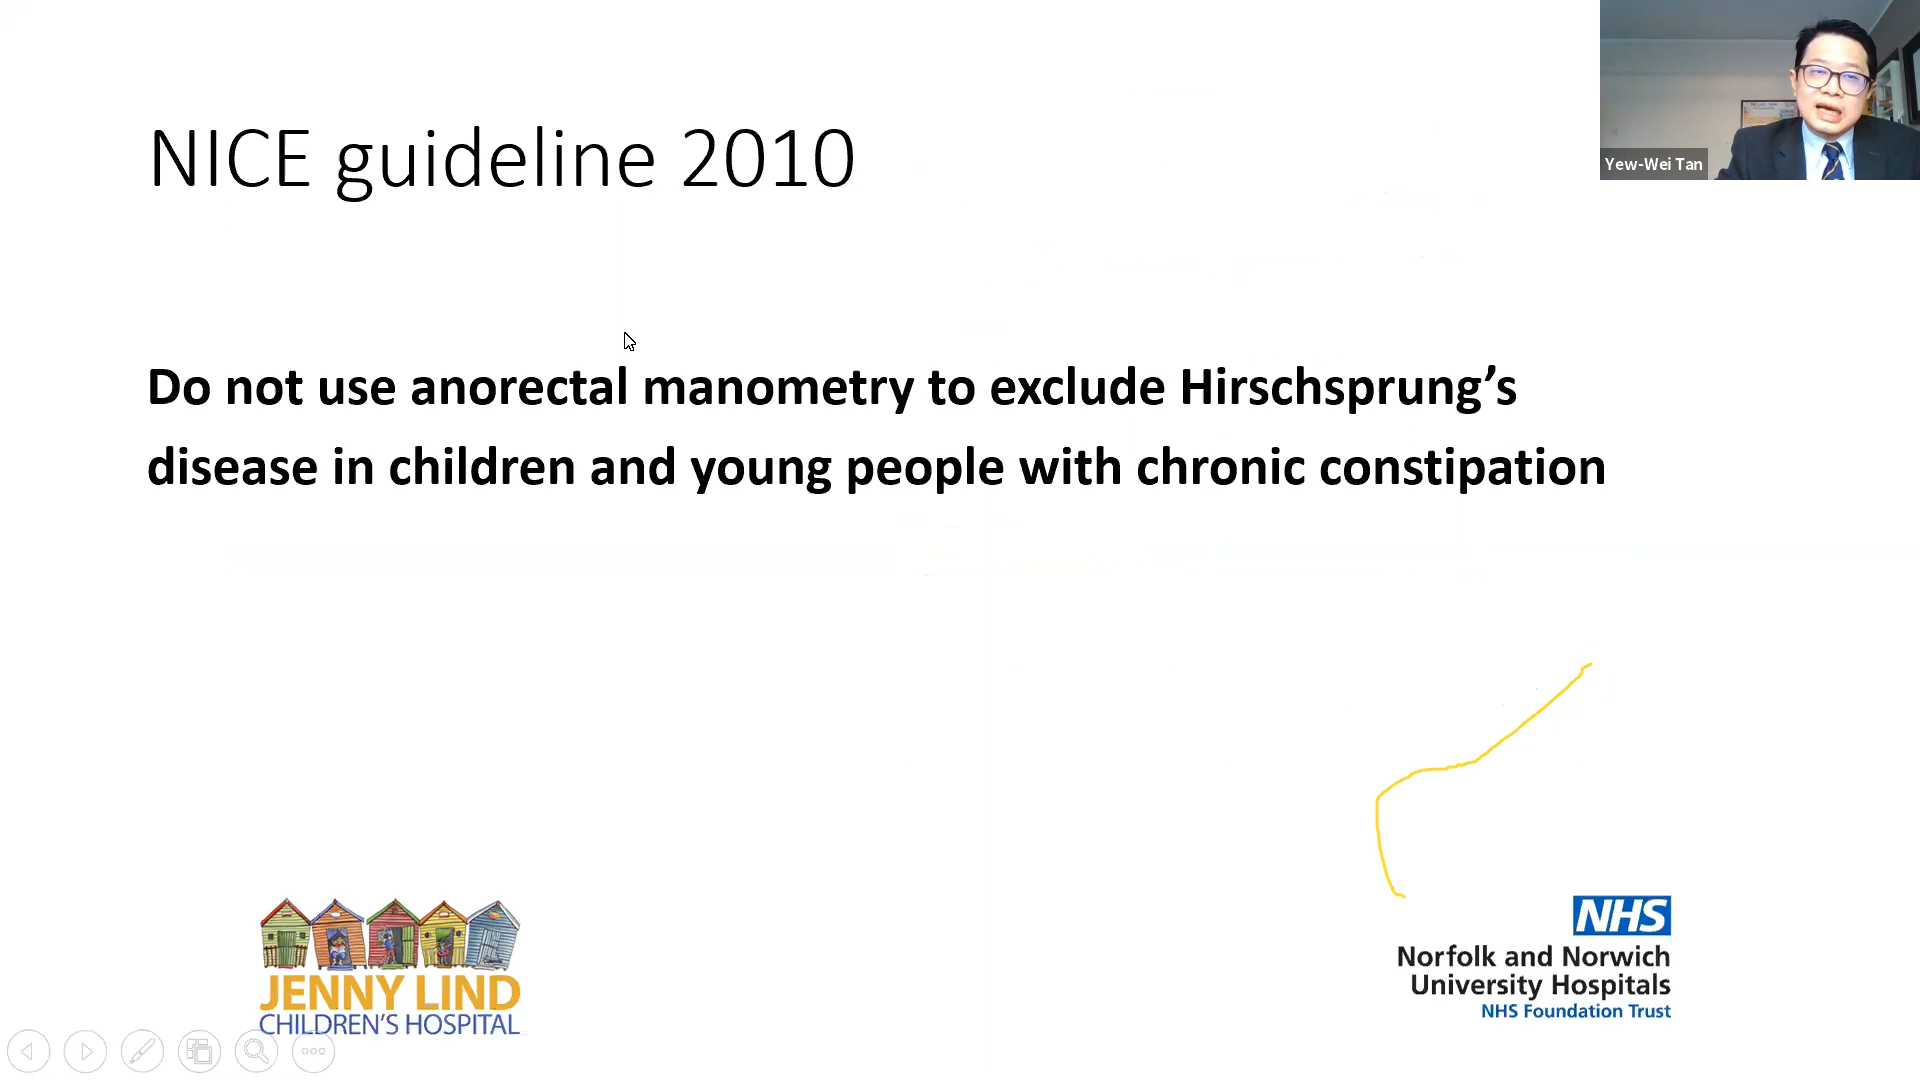 NICE guideline 2010
Yew-Wei Tan
Do not use anorectal manometry to exclude Hirschsprung’s
disease in children and young people with chronic constipation
JENNY LIND
CHILDREN’S HOSPITAL
NHS
Norfolk and Norwich
University Hospitals
NHS Foundation Trust